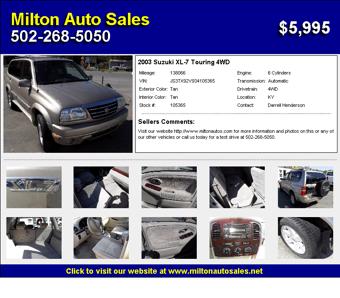 Milton Auto Sales
502-268-5050
$5,995
2003 Suzuki XL-7 Touring 4WD
Mileage: 138066 Engine: 6 Cylinders
VIN: JS3TX92V934105365 Transmission: Automatic
Exterior Color: Tan Drivetrain: 4WD
Interior Color: Tan Location: KY
Stock #: 105365 Contact: Darrell Henderson
Sellers Comments:
Visit our website http://www.miltonautos.com for more information and photos on this or any of
our other vehicles or call us today for a test drive at 502-268-5050.
Click to visit our website at www.miltonautosales.net